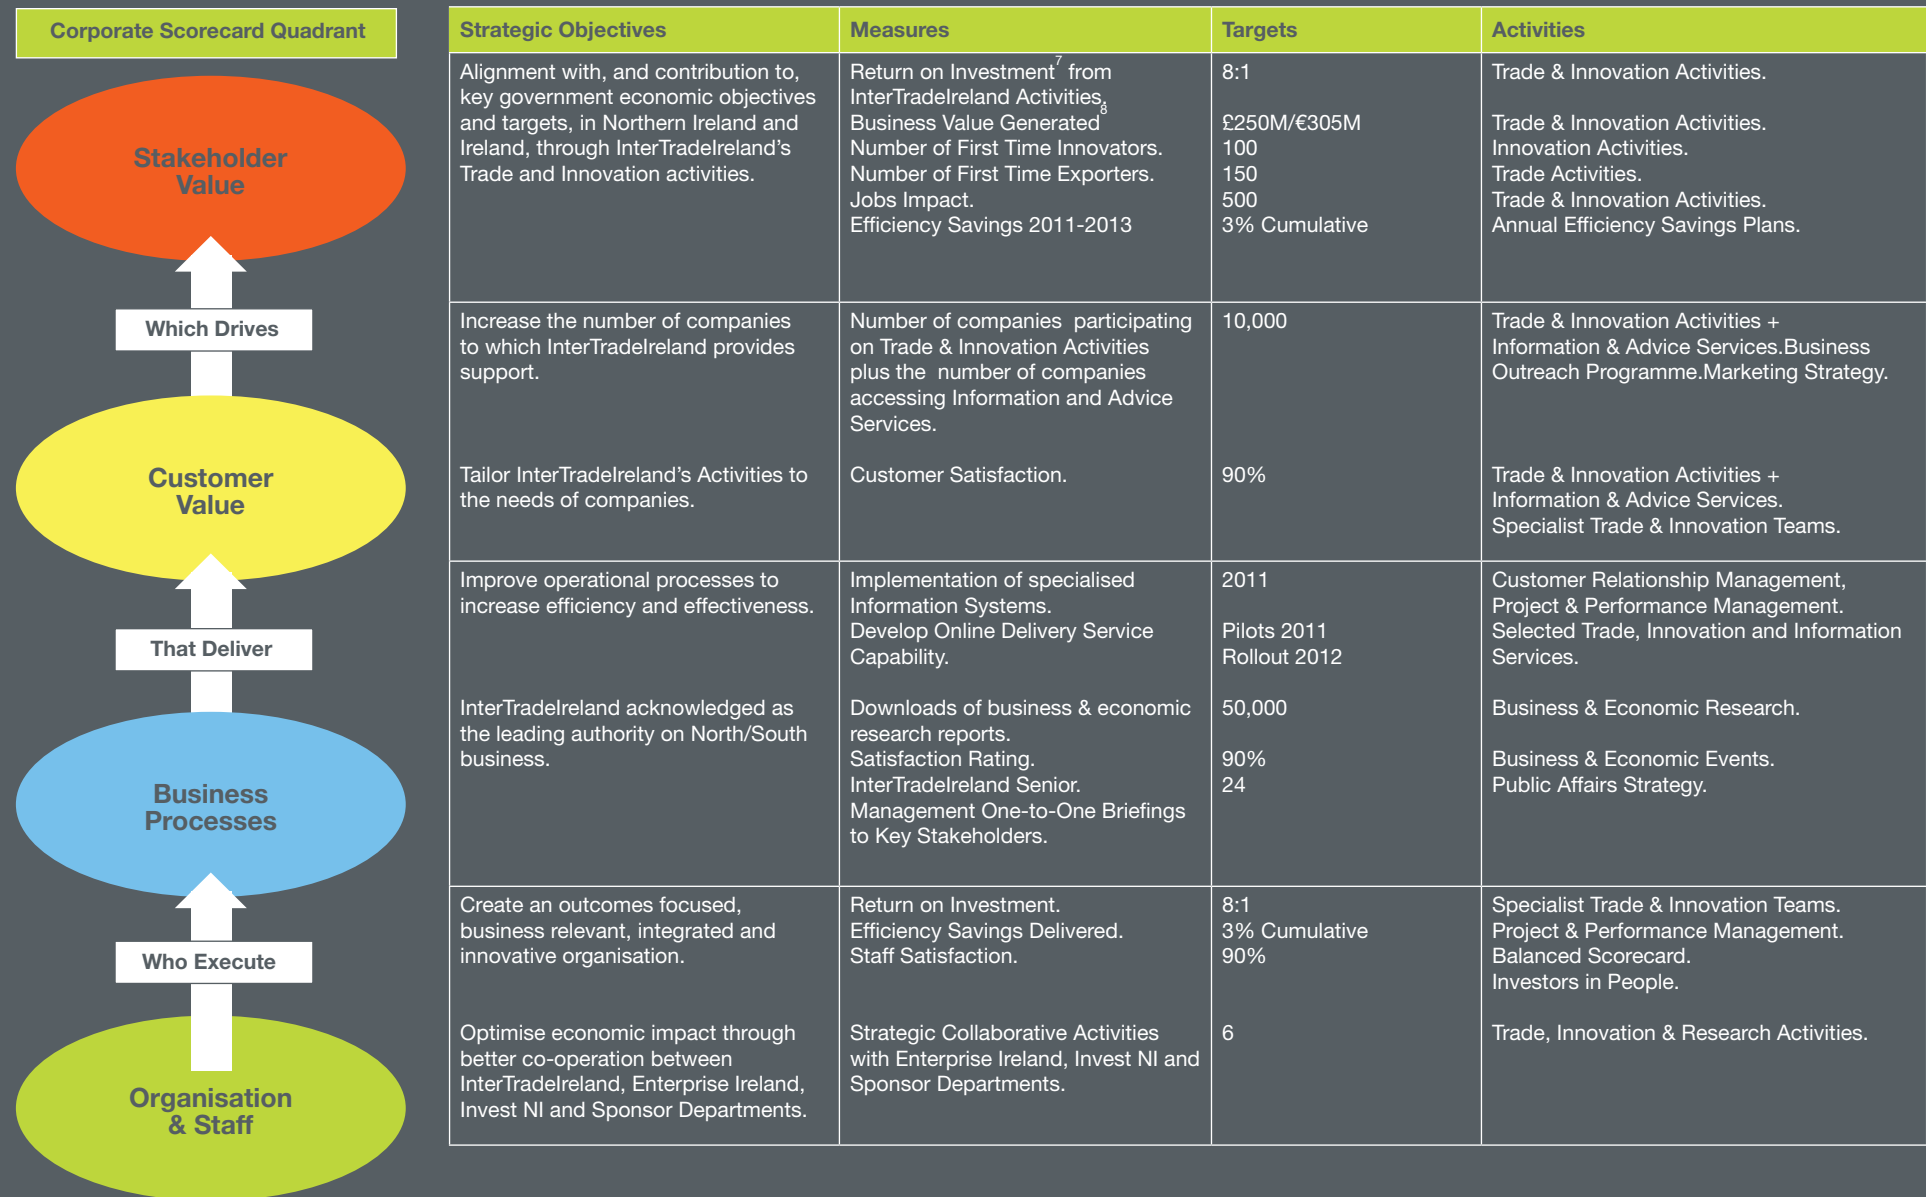 Corporate Scorecard Quadrant
Stakeholder
Value
Which Drives
Customer
Value
That Deliver
Business
Processes
Who Execute
Organisation
& Staff
Strategic Objectives
Measures
Targets
Activities
Alignment with, and contribution to,
key government economic objectives
and targets, in Northern Ireland and
Ireland, through InterTradeIreland’s
Trade and Innovation activities.
Return on Investment7 from
InterTradeIreland Activities.
Business Value Generated8
Number of First Time Innovators.
Number of First Time Exporters.
Jobs Impact.
Efficiency Savings 2011-2013
8:1
£250M/€305M
100
150
500
3% Cumulative
Trade & Innovation Activities.
Trade & Innovation Activities.
Innovation Activities.
Trade Activities.
Trade & Innovation Activities.
Annual Efficiency Savings Plans.
Increase the number of companies
to which InterTradeIreland provides
support.
Number of companies  participating
on Trade & Innovation Activities
plus the  number of companies
accessing Information and Advice
Services.
10,000
Trade & Innovation Activities +
Information & Advice Services.Business
Outreach Programme.Marketing Strategy.
Tailor InterTradeIreland’s Activities to
the needs of companies.
Customer Satisfaction.
90%
Trade & Innovation Activities +
Information & Advice Services.
Specialist Trade & Innovation Teams.
Improve operational processes to
increase efficiency and effectiveness.
Implementation of specialised
Information Systems.
Develop Online Delivery Service
Capability.
2011
Pilots 2011
Rollout 2012
Customer Relationship Management,
Project & Performance Management.
Selected Trade, Innovation and Information
Services.
InterTradeIreland acknowledged as
the leading authority on North/South
business.
Downloads of business & economic
research reports.
Satisfaction Rating.
InterTradeIreland Senior.
Management One-to-One Briefings
to Key Stakeholders.
50,000
90%
24
Business & Economic Research.
Business & Economic Events.
Public Affairs Strategy.
Create an outcomes focused,
business relevant, integrated and
innovative organisation.
Return on Investment.
Efficiency Savings Delivered.
Staff Satisfaction.
8:1
3% Cumulative
90%
Specialist Trade & Innovation Teams.
Project & Performance Management.
Balanced Scorecard.
Investors in People.
Optimise economic impact through
better co-operation between
InterTradeIreland, Enterprise Ireland,
Invest NI and Sponsor Departments.
Strategic Collaborative Activities
with Enterprise Ireland, Invest NI and
Sponsor Departments.
6
Trade, Innovation & Research Activities.